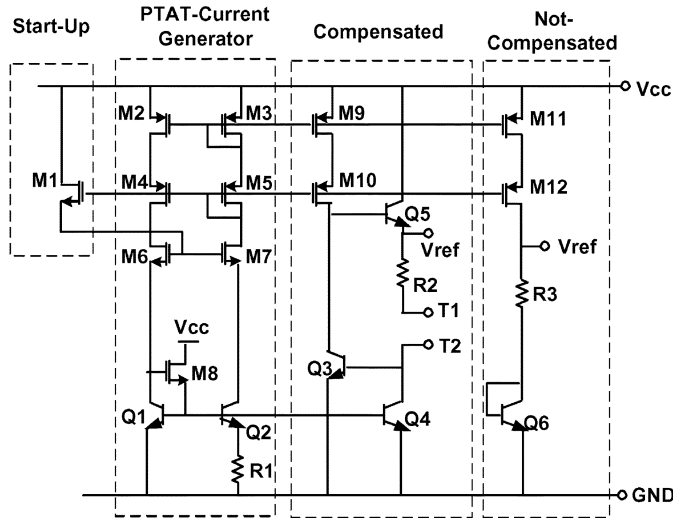 Start-Up
PTAT-Current
Generator
Compensated
Not-
Compensated
Vcc
M2
M3
M9
M11
M1
M4
M5
M10
M12
Q5
Vref
Vref
M6
M7
R2
R3
T1
Vcc
T2
M8
Q3
Q1
Q2
Q4
Q6
R1
GND